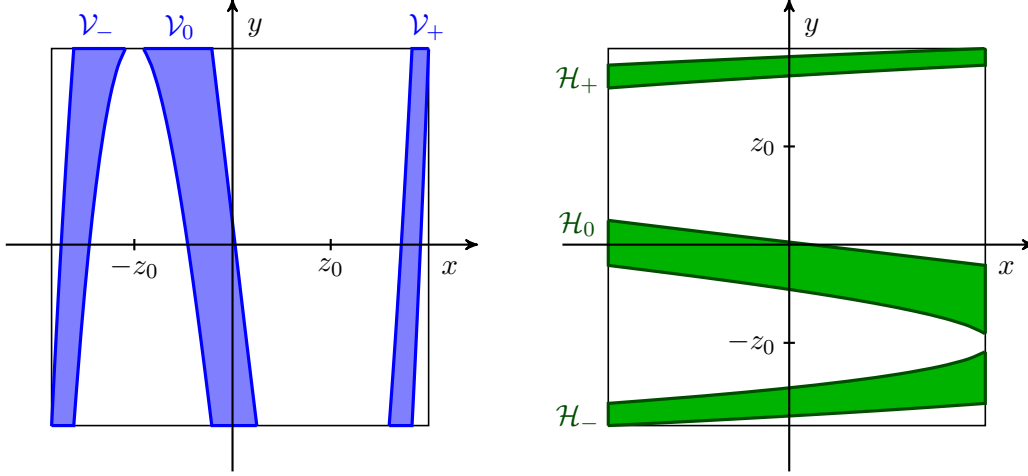 𝒱₋ 𝒱₀ y 𝒱₊
−z₀ z₀ x
y
ℋ₊
z₀
ℋ₀
x
−z₀
ℋ₋